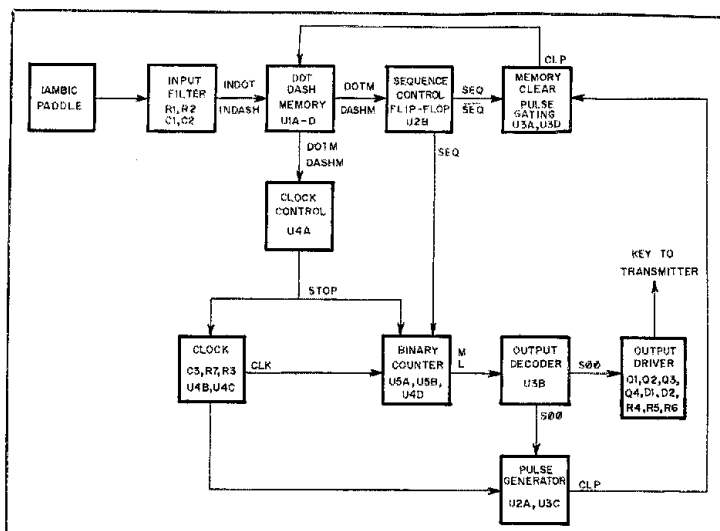 IAMBIC
PADDLE
INPUT
FILTER
R1, R2
C1, C2
INDOT
INDASH
DOT
DASH
MEMORY
U1A-D
DOTM
DASHM
SEQUENCE
CONTROL
FLIP-FLOP
U2B
SEQ
SEQ
CLP
MEMORY
CLEAR
PULSE
GATING
U3A, U3D
DOTM
DASHM
SEQ
CLOCK
CONTROL
U4A
STOP
KEY TO
TRANSMITTER
CLOCK
C3, R7, R3
U4B, U4C
CLK
BINARY
COUNTER
U5A, U5B,
U4D
M
L
OUTPUT
DECODER
U3B
SØØ
OUTPUT
DRIVER
Q1, Q2, Q3,
Q4, D1, D2,
R4, R5, R6
SØØ
PULSE
GENERATOR
U2A, U3C
CLP